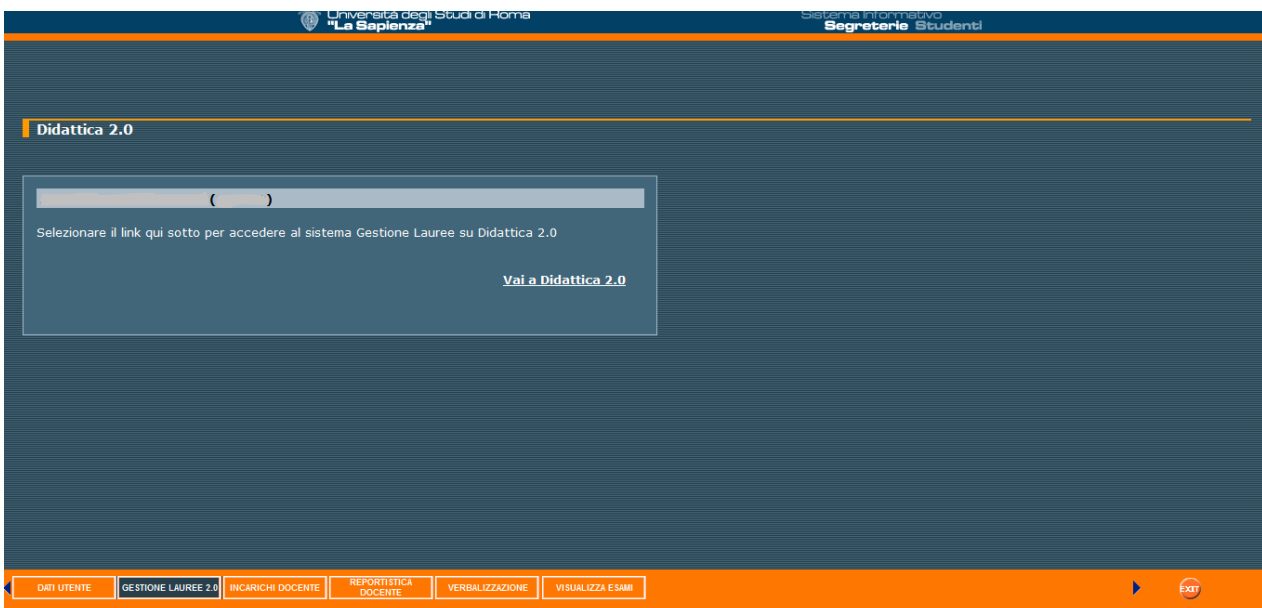 Università degli Studi di Roma
"La Sapienza"
Sistema Informativo
Segreterie Studenti
Didattica 2.0
( )
Selezionare il link qui sotto per accedere al sistema Gestione Lauree su Didattica 2.0
Vai a Didattica 2.0
DATI UTENTE
GESTIONE LAUREE 2.0
INCARICHI DOCENTE
REPORTISTICA
DOCENTE
VERBALIZZAZIONE
VISUALIZZA ESAMI
EXIT